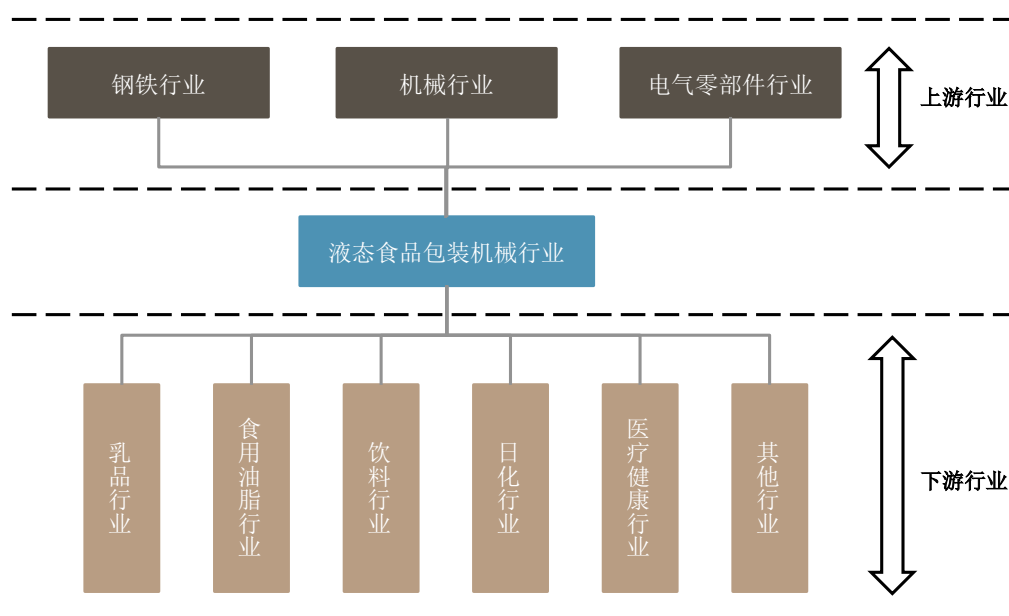 钢铁行业
机械行业
电气零部件行业
上游行业
液态食品包装机械行业
乳品行业
食用油脂行业
饮料行业
日化行业
医疗健康行业
其他行业
下游行业